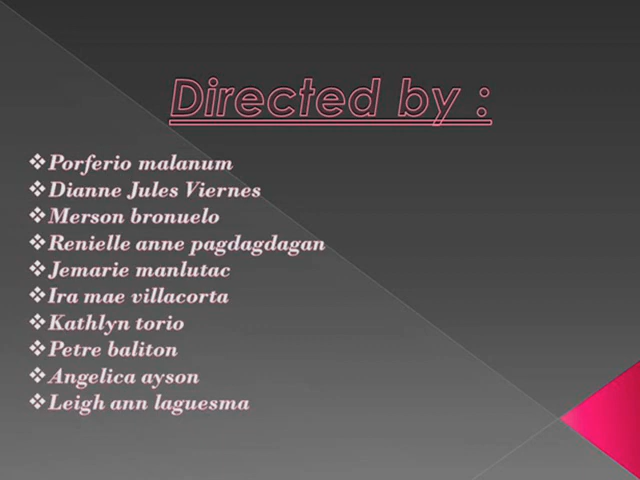 Directed by :
❖Porferio malanum
❖Dianne Jules Viernes
❖Merson bronuelo
❖Renielle anne pagdagdagan
❖Jemarie manlutac
❖Ira mae villacorta
❖Kathlyn torio
❖Petre baliton
❖Angelica ayson
❖Leigh ann laguesma